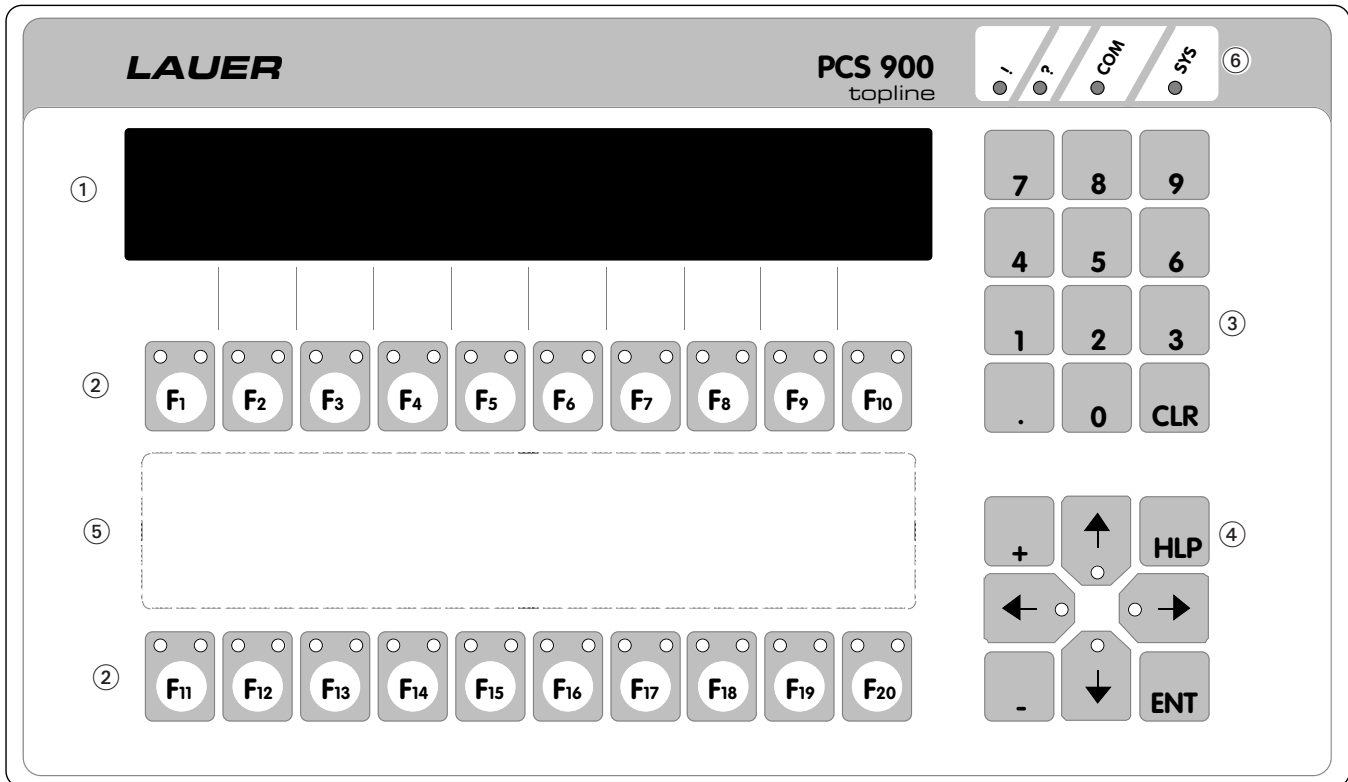 LAUER
PCS 900
topline
! ? COM SYS
⑥
①
7 8 9
4 5 6
1 2 3
③
. 0 CLR
②
F1 F2 F3 F4 F5 F6 F7 F8 F9 F10
⑤
+ HLP
④
②
F11 F12 F13 F14 F15 F16 F17 F18 F19 F20
- ENT